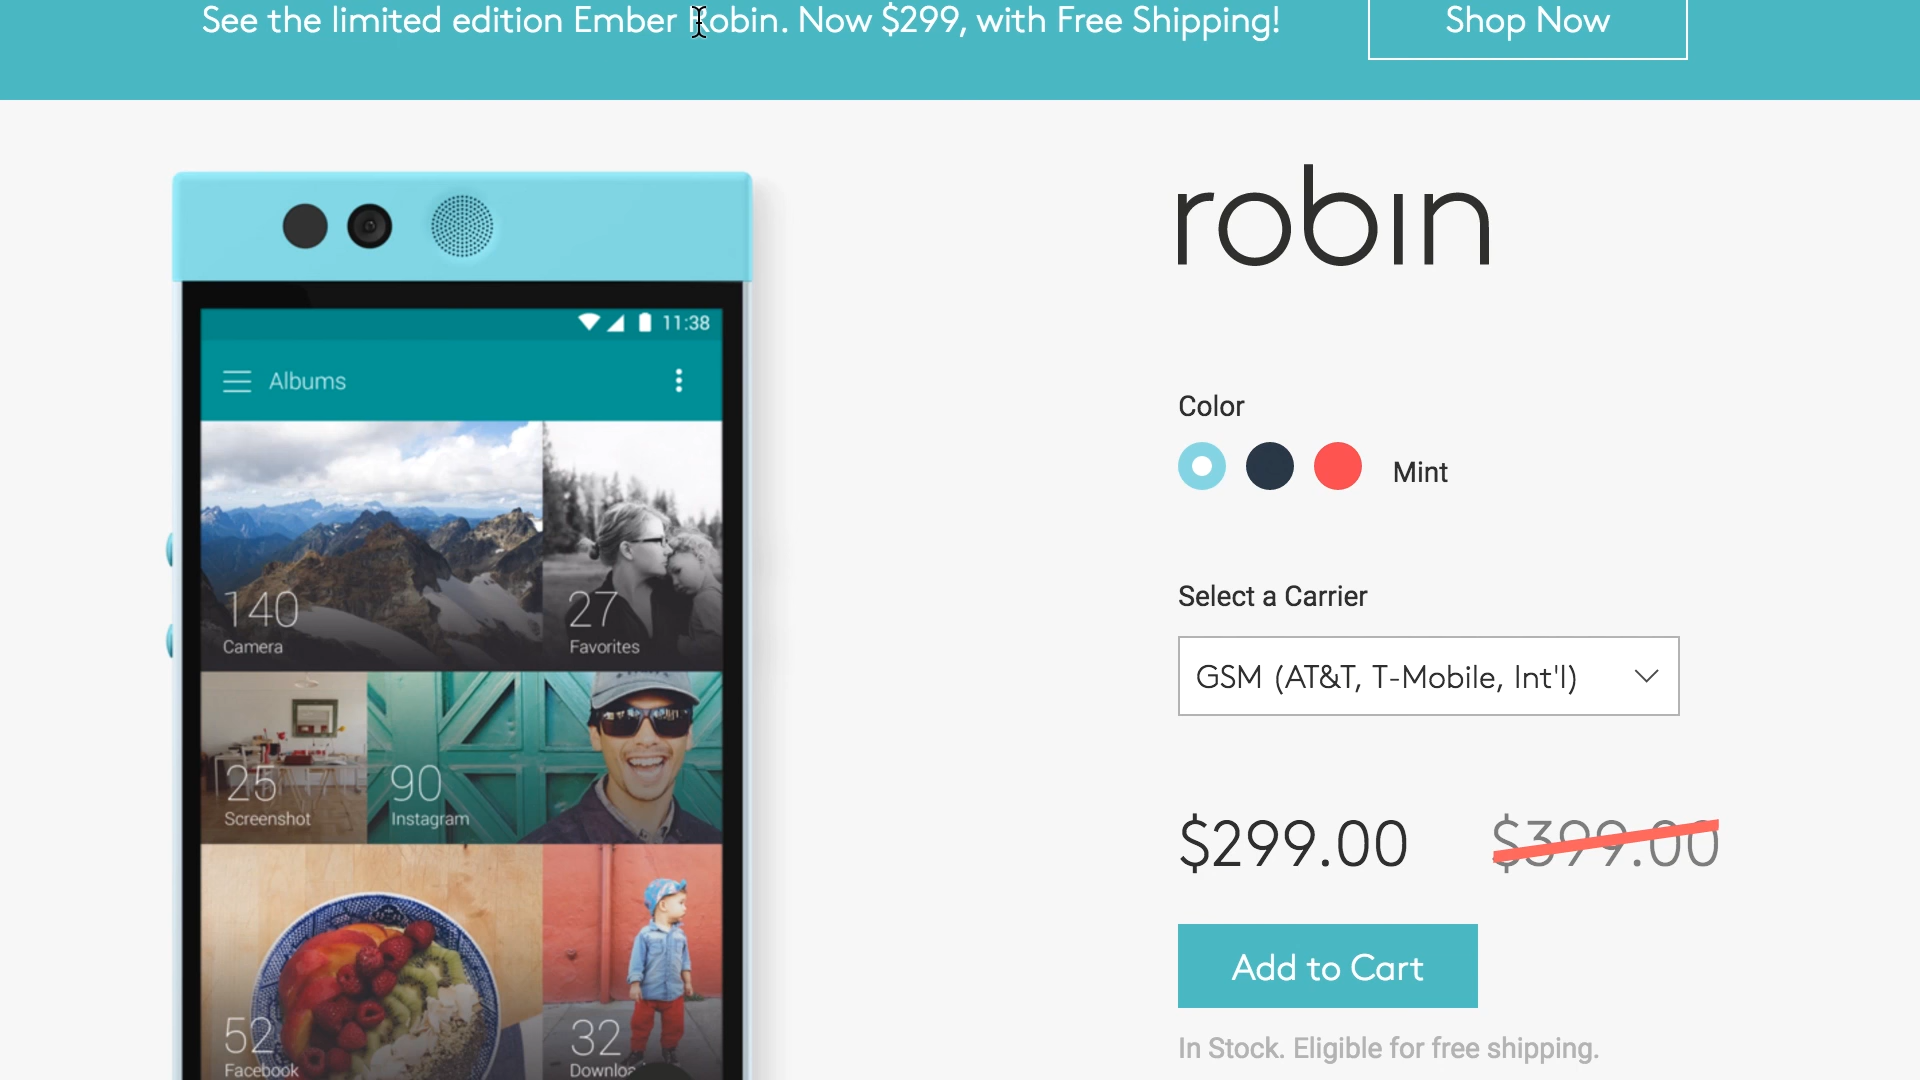 See the limited edition Ember Robin. Now $299, with Free Shipping!
Shop Now
robin
11:38
Albums
Color
Mint
140
Camera
27
Favorites
Select a Carrier
GSM (AT&T, T-Mobile, Int'l)
25
Screenshot
90
Instagram
$299.00
$399.00
Add to Cart
52
Facebook
32
Downlo
In Stock. Eligible for free shipping.